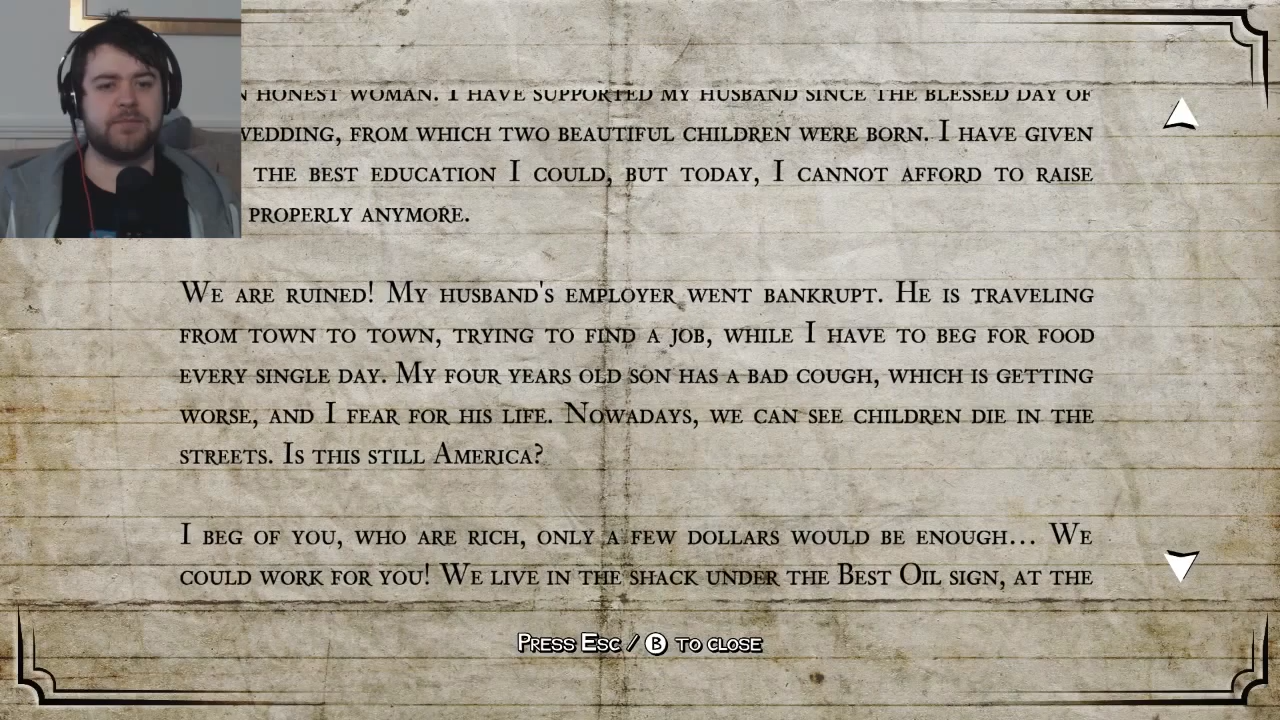 N HONEST WOMAN. I HAVE SUPPORTED MY HUSBAND SINCE THE BLESSED DAY OF
WEDDING, FROM WHICH TWO BEAUTIFUL CHILDREN WERE BORN. I HAVE GIVEN
THE BEST EDUCATION I COULD, BUT TODAY, I CANNOT AFFORD TO RAISE
PROPERLY ANYMORE.
WE ARE RUINED! MY HUSBAND'S EMPLOYER WENT BANKRUPT. HE IS TRAVELING
FROM TOWN TO TOWN, TRYING TO FIND A JOB, WHILE I HAVE TO BEG FOR FOOD
EVERY SINGLE DAY. MY FOUR YEARS OLD SON HAS A BAD COUGH, WHICH IS GETTING
WORSE, AND I FEAR FOR HIS LIFE. NOWADAYS, WE CAN SEE CHILDREN DIE IN THE
STREETS. IS THIS STILL AMERICA?
I BEG OF YOU, WHO ARE RICH, ONLY A FEW DOLLARS WOULD BE ENOUGH... WE
COULD WORK FOR YOU! WE LIVE IN THE SHACK UNDER THE BEST OIL SIGN, AT THE
PRESS ESC / B TO CLOSE